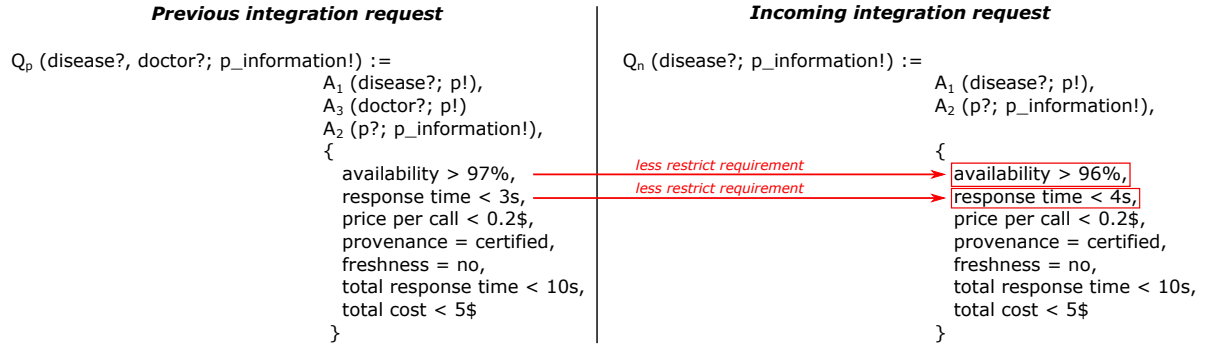 Previous integration request
Qp (disease?, doctor?; p_information!) :=
A1 (disease?; p!),
A3 (doctor?; p!)
A2 (p?; p_information!),
{
availability > 97%,
response time < 3s,
price per call < 0.2$,
provenance = certified,
freshness = no,
total response time < 10s,
total cost < 5$
}
less restrict requirement
less restrict requirement
Incoming integration request
Qn (disease?; p_information!) :=
A1 (disease?; p!),
A2 (p?; p_information!),
{
availability > 96%,
response time < 4s,
price per call < 0.2$,
provenance = certified,
freshness = no,
total response time < 10s,
total cost < 5$
}